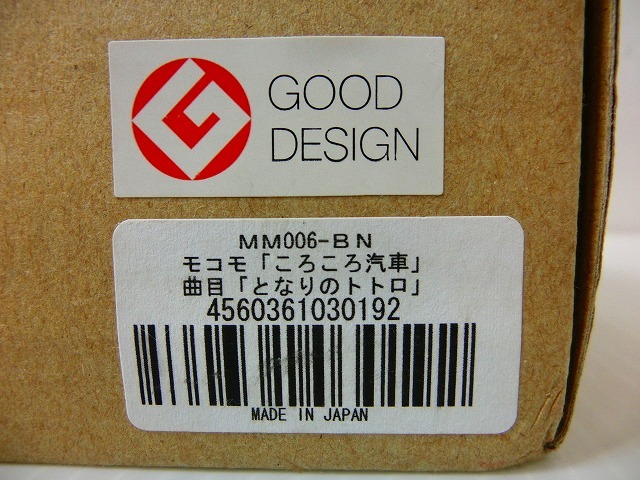 GOOD
DESIGN
MM006-BN
モコモ「ころころ汽車」
曲目「となりのトトロ」
4560361030192
MADE IN JAPAN